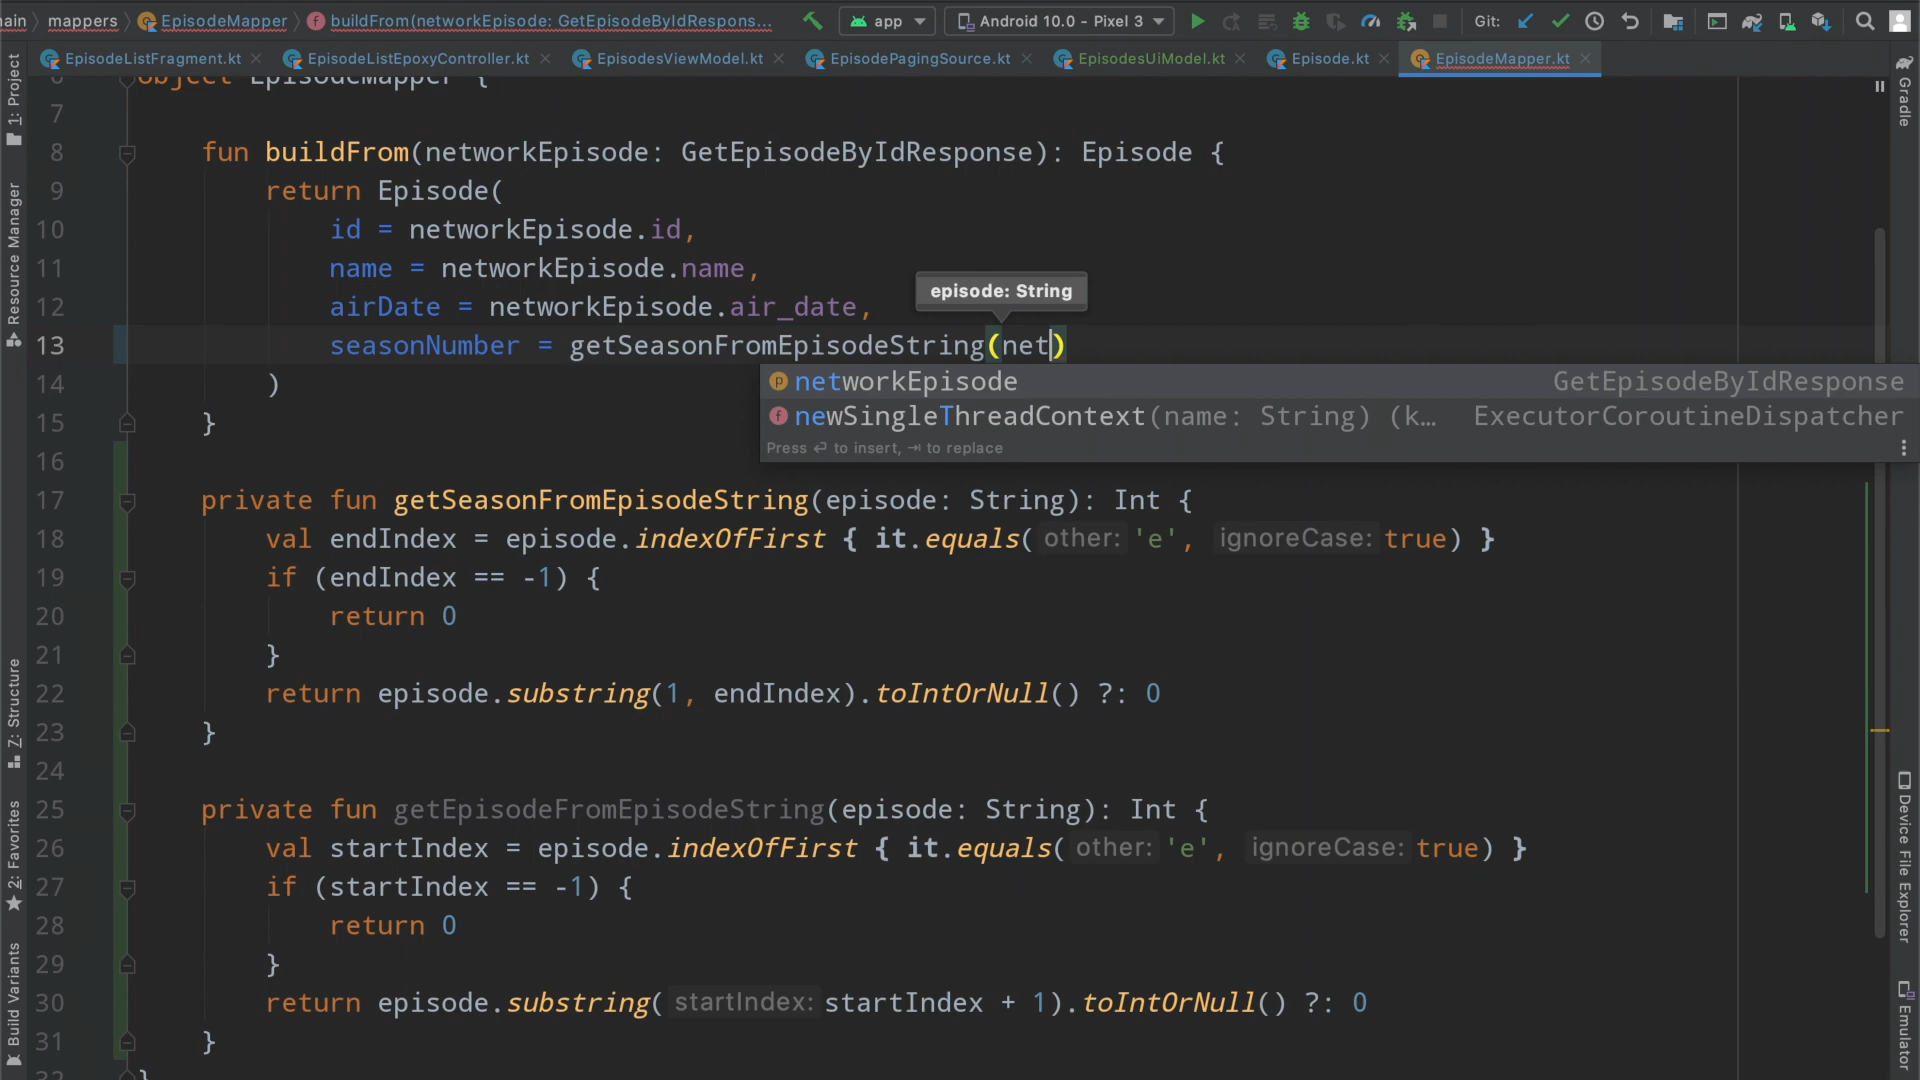 ain mappers EpisodeMapper buildFrom(networkEpisode: GetEpisodeByIdRespons... app Android 10.0 - Pixel 3 Git:
EpisodeListFragment.kt EpisodeListEpoxyController.kt EpisodesViewModel.kt EpisodePagingSource.kt EpisodesUiModel.kt Episode.kt EpisodeMapper.kt
1: Project
Resource Manager
Z: Structure
2: Favorites
Build Variants
6 object EpisodeMapper {
7
8 fun buildFrom(networkEpisode: GetEpisodeByIdResponse): Episode {
9 return Episode(
10 id = networkEpisode.id,
11 name = networkEpisode.name,
episode: String
12 airDate = networkEpisode.air_date,
13 seasonNumber = getSeasonFromEpisodeString(net)
networkEpisode GetEpisodeByIdResponse
newSingleThreadContext(name: String) (k... ExecutorCoroutineDispatcher
Press ↵ to insert, ⇥ to replace
14 )
15 }
16
17 private fun getSeasonFromEpisodeString(episode: String): Int {
18 val endIndex = episode.indexOfFirst { it.equals( other: 'e', ignoreCase: true) }
19 if (endIndex == -1) {
20 return 0
21 }
22 return episode.substring(1, endIndex).toIntOrNull() ?: 0
23 }
24
25 private fun getEpisodeFromEpisodeString(episode: String): Int {
26 val startIndex = episode.indexOfFirst { it.equals( other: 'e', ignoreCase: true) }
27 if (startIndex == -1) {
28 return 0
29 }
30 return episode.substring( startIndex: startIndex + 1).toIntOrNull() ?: 0
31 }
32 }
Gradle
Device File Explorer
Emulator